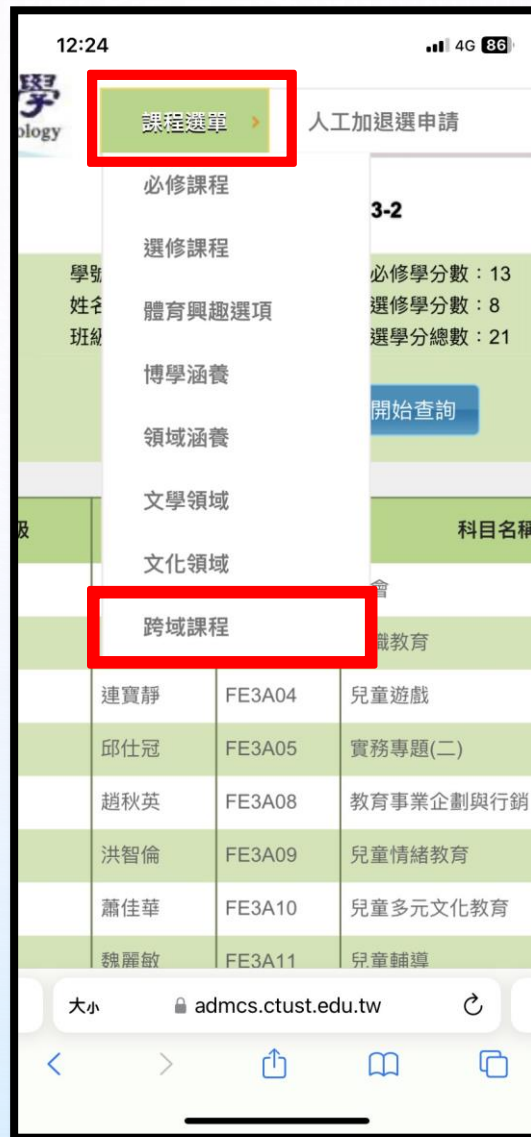 12:24 4G 86
學
ology
課程選單 > 人工加退選申請
必修課程
3-2
選修課程
學號 必修學分數：13
姓名 選修學分數：8
體育興趣選項
班級 選學分總數：21
博學涵養
開始查詢
領域涵養
文學領域
級 科目名稱
文化領域
會
跨域課程
職教育
連寶靜 FE3A04 兒童遊戲
邱仕冠 FE3A05 實務專題(二)
趙秋英 FE3A08 教育事業企劃與行銷
洪智倫 FE3A09 兒童情緒教育
蕭佳華 FE3A10 兒童多元文化教育
魏麗敏 FE3A11 兒童輔導
大小 admcs.ctust.edu.tw